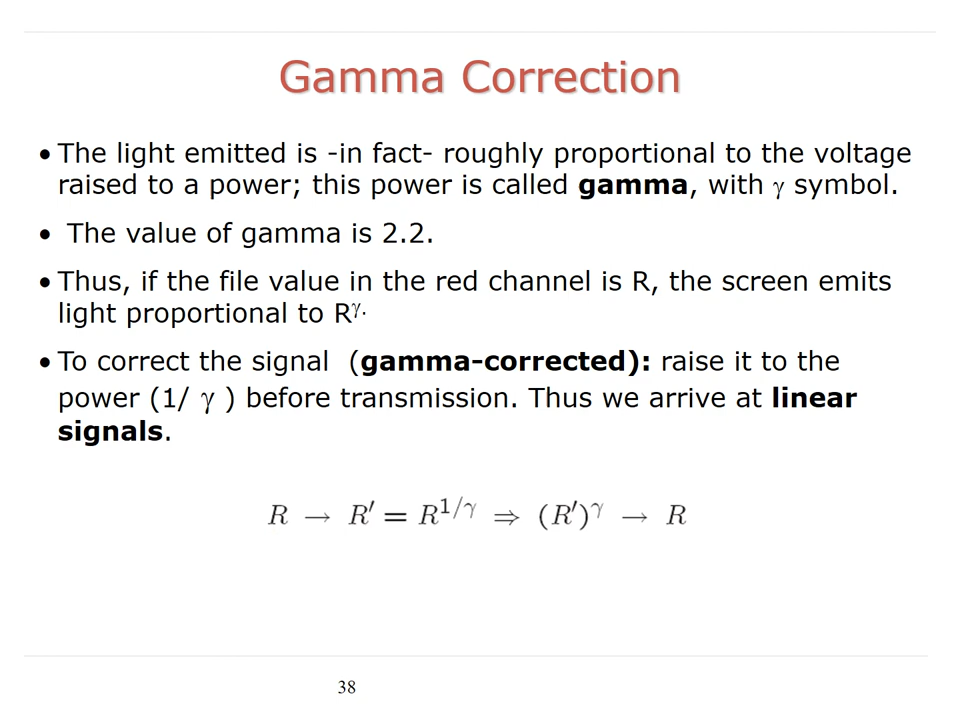 Gamma Correction
• The light emitted is -in fact- roughly proportional to the voltage
raised to a power; this power is called gamma, with γ symbol.
• The value of gamma is 2.2.
• Thus, if the file value in the red channel is R, the screen emits
light proportional to R^γ.
• To correct the signal (gamma-corrected): raise it to the
power (1/ γ ) before transmission. Thus we arrive at linear
signals.
R → R′ = R^1/γ ⇒ (R′)^γ → R
38